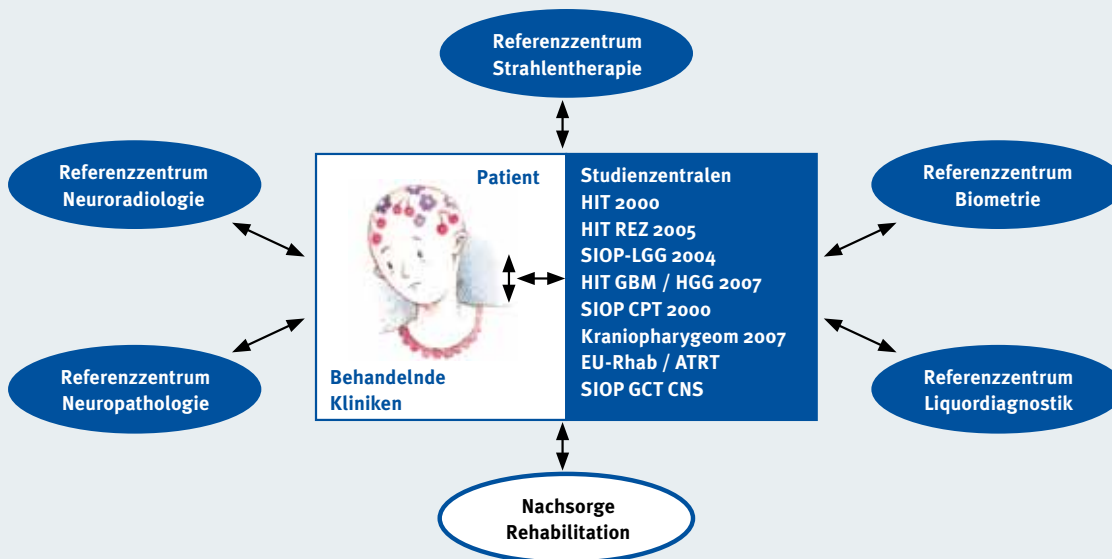 Referenzzentrum
Strahlentherapie
Referenzzentrum
Neuroradiologie
Patient
Behandelnde
Kliniken
Studienzentralen
HIT 2000
HIT REZ 2005
SIOP-LGG 2004
HIT GBM / HGG 2007
SIOP CPT 2000
Kraniopharygeom 2007
EU-Rhab / ATRT
SIOP GCT CNS
Referenzzentrum
Biometrie
Referenzzentrum
Neuropathologie
Referenzzentrum
Liquordiagnostik
Nachsorge
Rehabilitation